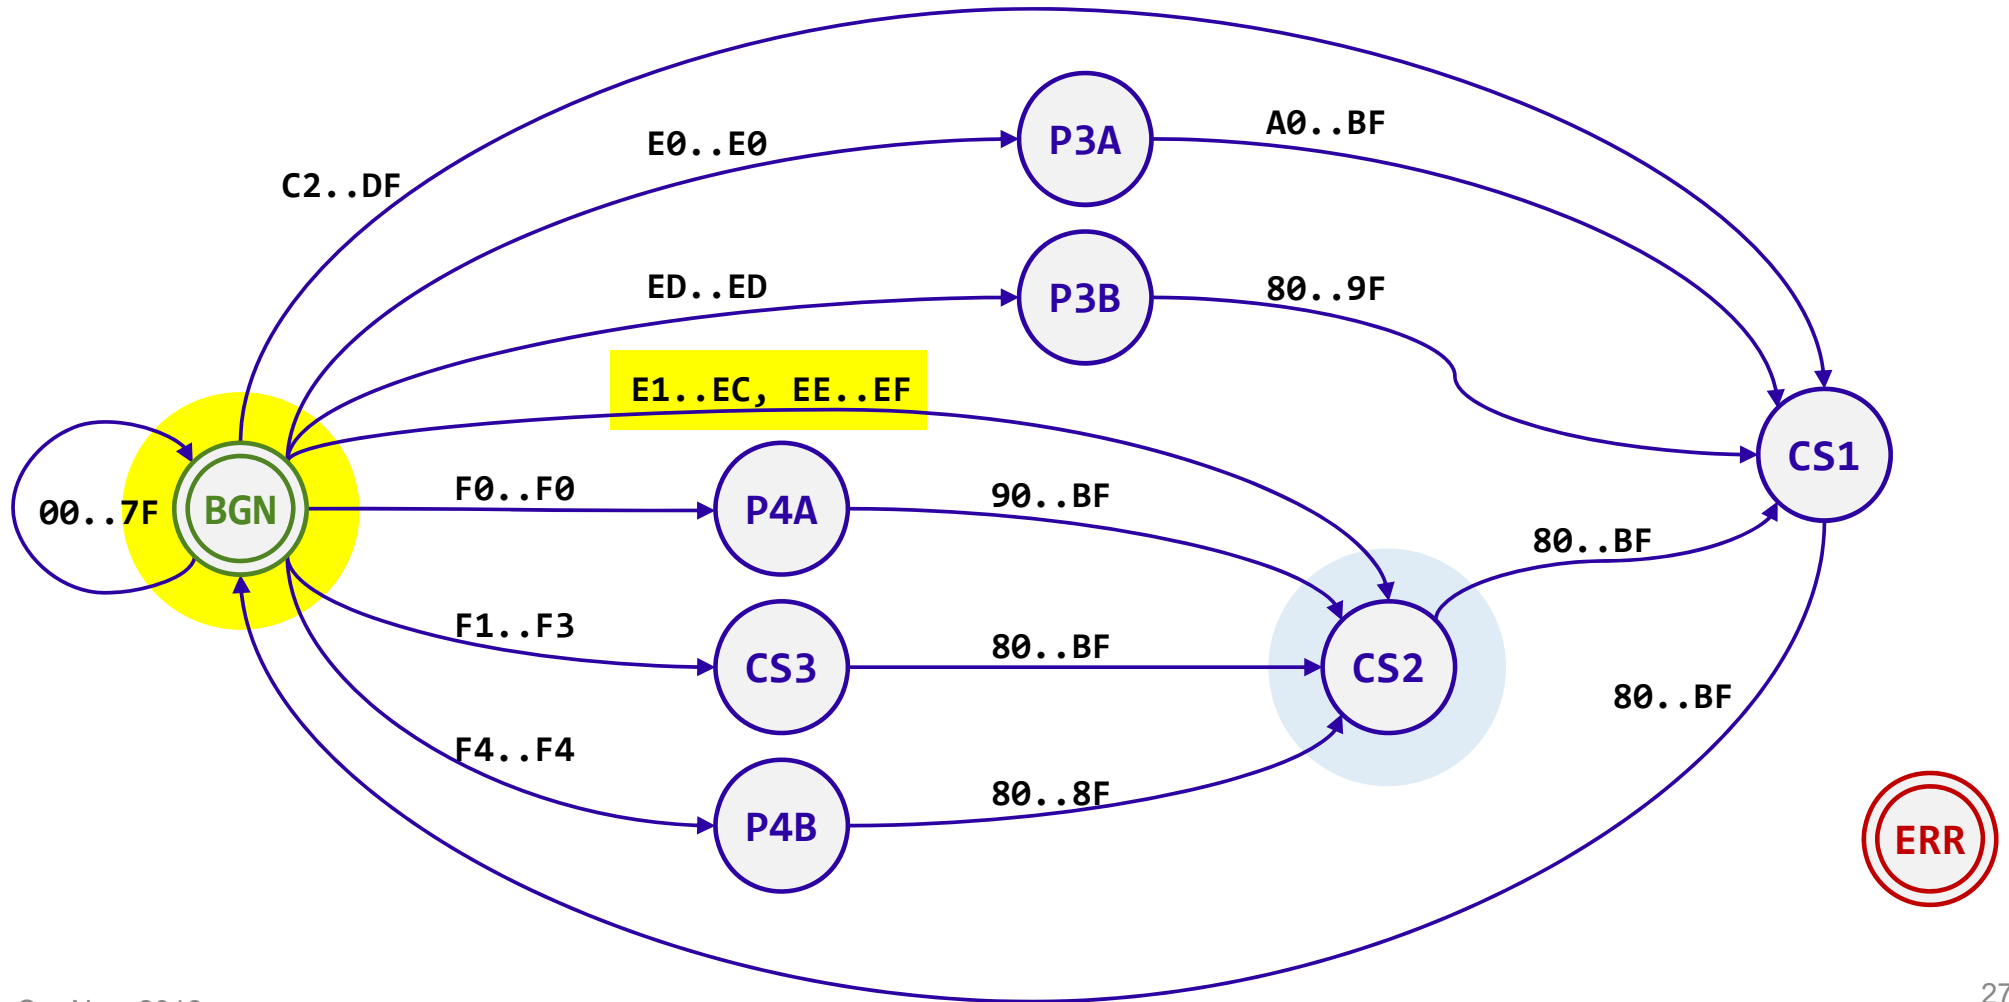 P3A
A0..BF
E0..E0
C2..DF
P3B
ED..ED
80..9F
E1..EC, EE..EF
CS1
F0..F0
90..BF
00..7F
BGN
P4A
80..BF
F1..F3
80..BF
CS3
CS2
80..BF
F4..F4
80..8F
P4B
ERR
27